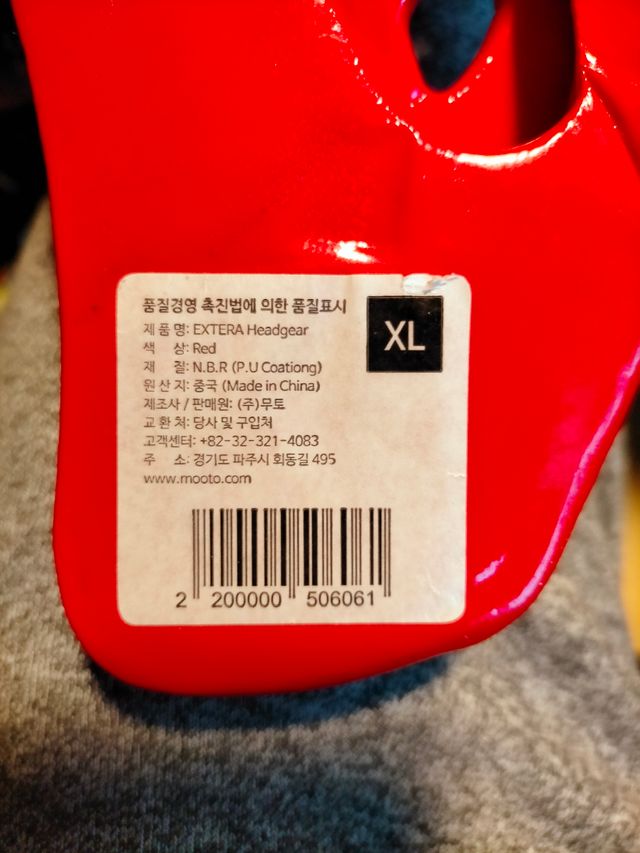 품질경영 촉진법에 의한 품질표시
XL
제 품 명: EXTERA Headgear
색 상: Red
재 질: N.B.R (P.U Coationg)
원 산 지: 중국 (Made in China)
제조사 / 판매원: (주)무토
교 환 처: 당사 및 구입처
고객센터: +82-32-321-4083
주 소: 경기도 파주시 회동길 495
www.mooto.com
2 200000 506061